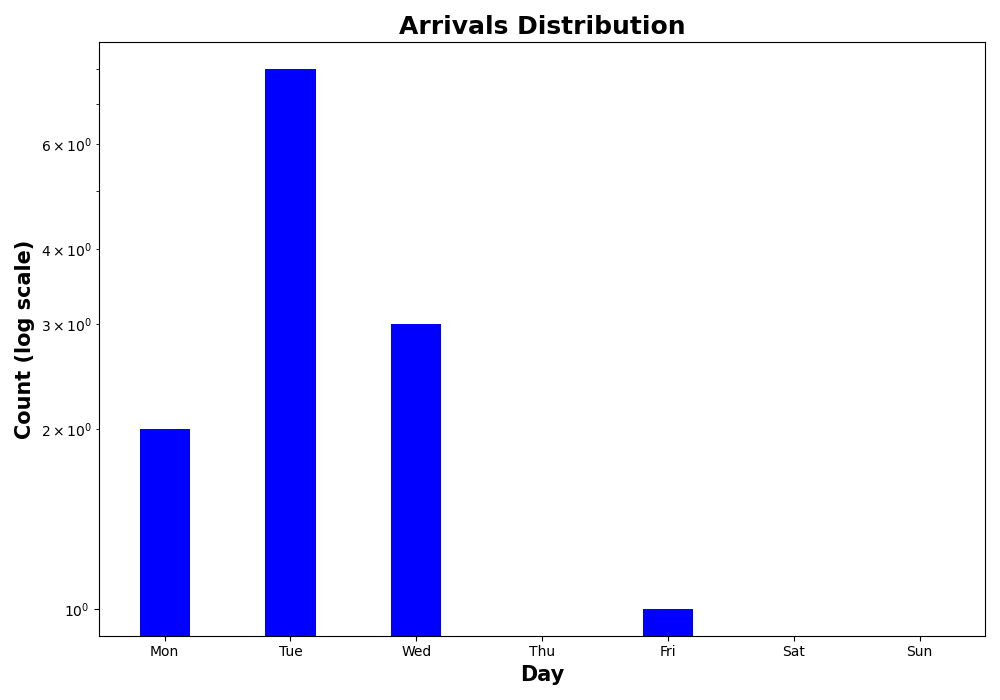 Arrivals Distribution
Count (log scale)
6 × 10⁰
4 × 10⁰
3 × 10⁰
2 × 10⁰
10⁰
Mon Tue Wed Thu Fri Sat Sun
Day